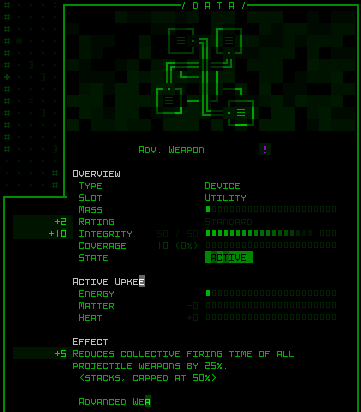 / D A T A /
Adv. Weapon !
Overview
Type Device
Slot Utility
Mass
+2 Rating Standard
+10 Integrity 50 / 50
Coverage 10 (0%)
State ACTIVE
Active Upkee
Energy
Matter -0
Heat +0
Effect
+5 Reduces collective firing time of all
projectile weapons by 25%.
<stacks, capped at 50%>
Advanced Wea